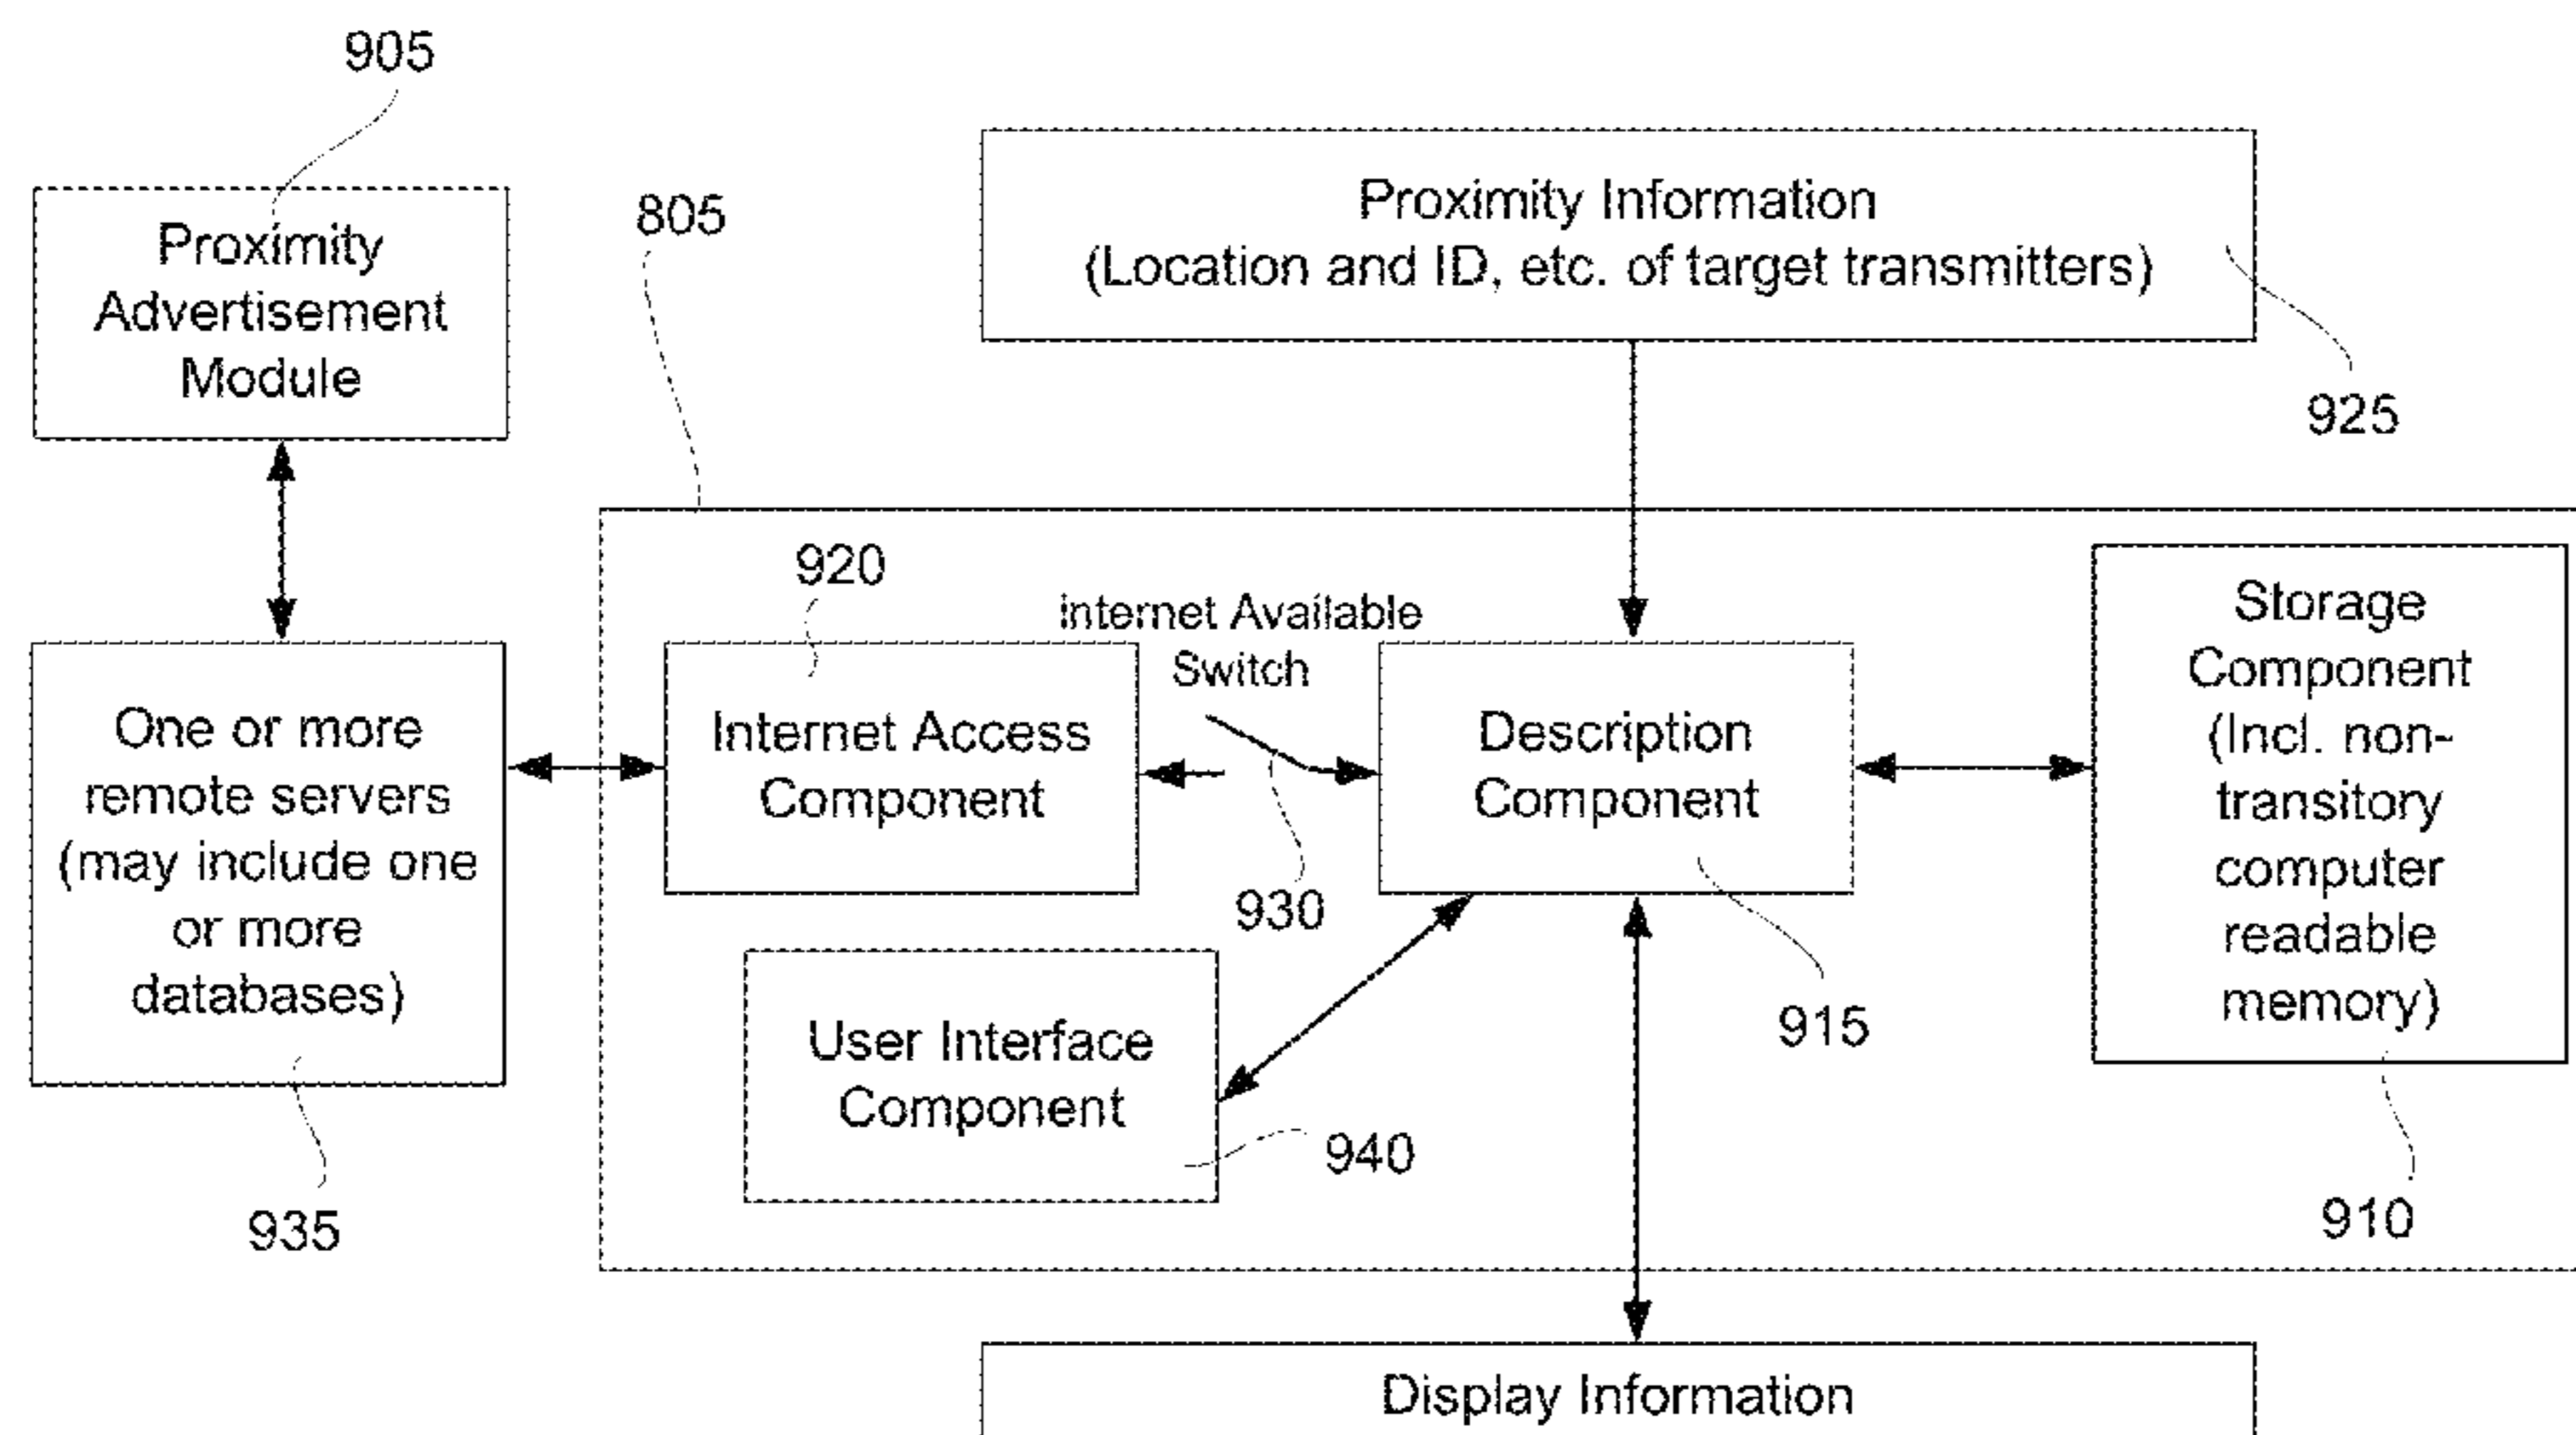 905
Proximity
Advertisement
Module
805
Proximity Information
(Location and ID, etc. of target transmitters)
925
One or more
remote servers
(may include one
or more
databases)
935
920
Internet Access
Component
Internet Available
Switch
930
Description
Component
915
User Interface
Component
940
Storage
Component
(Incl. non-
transitory
computer
readable
memory)
910
Display Information